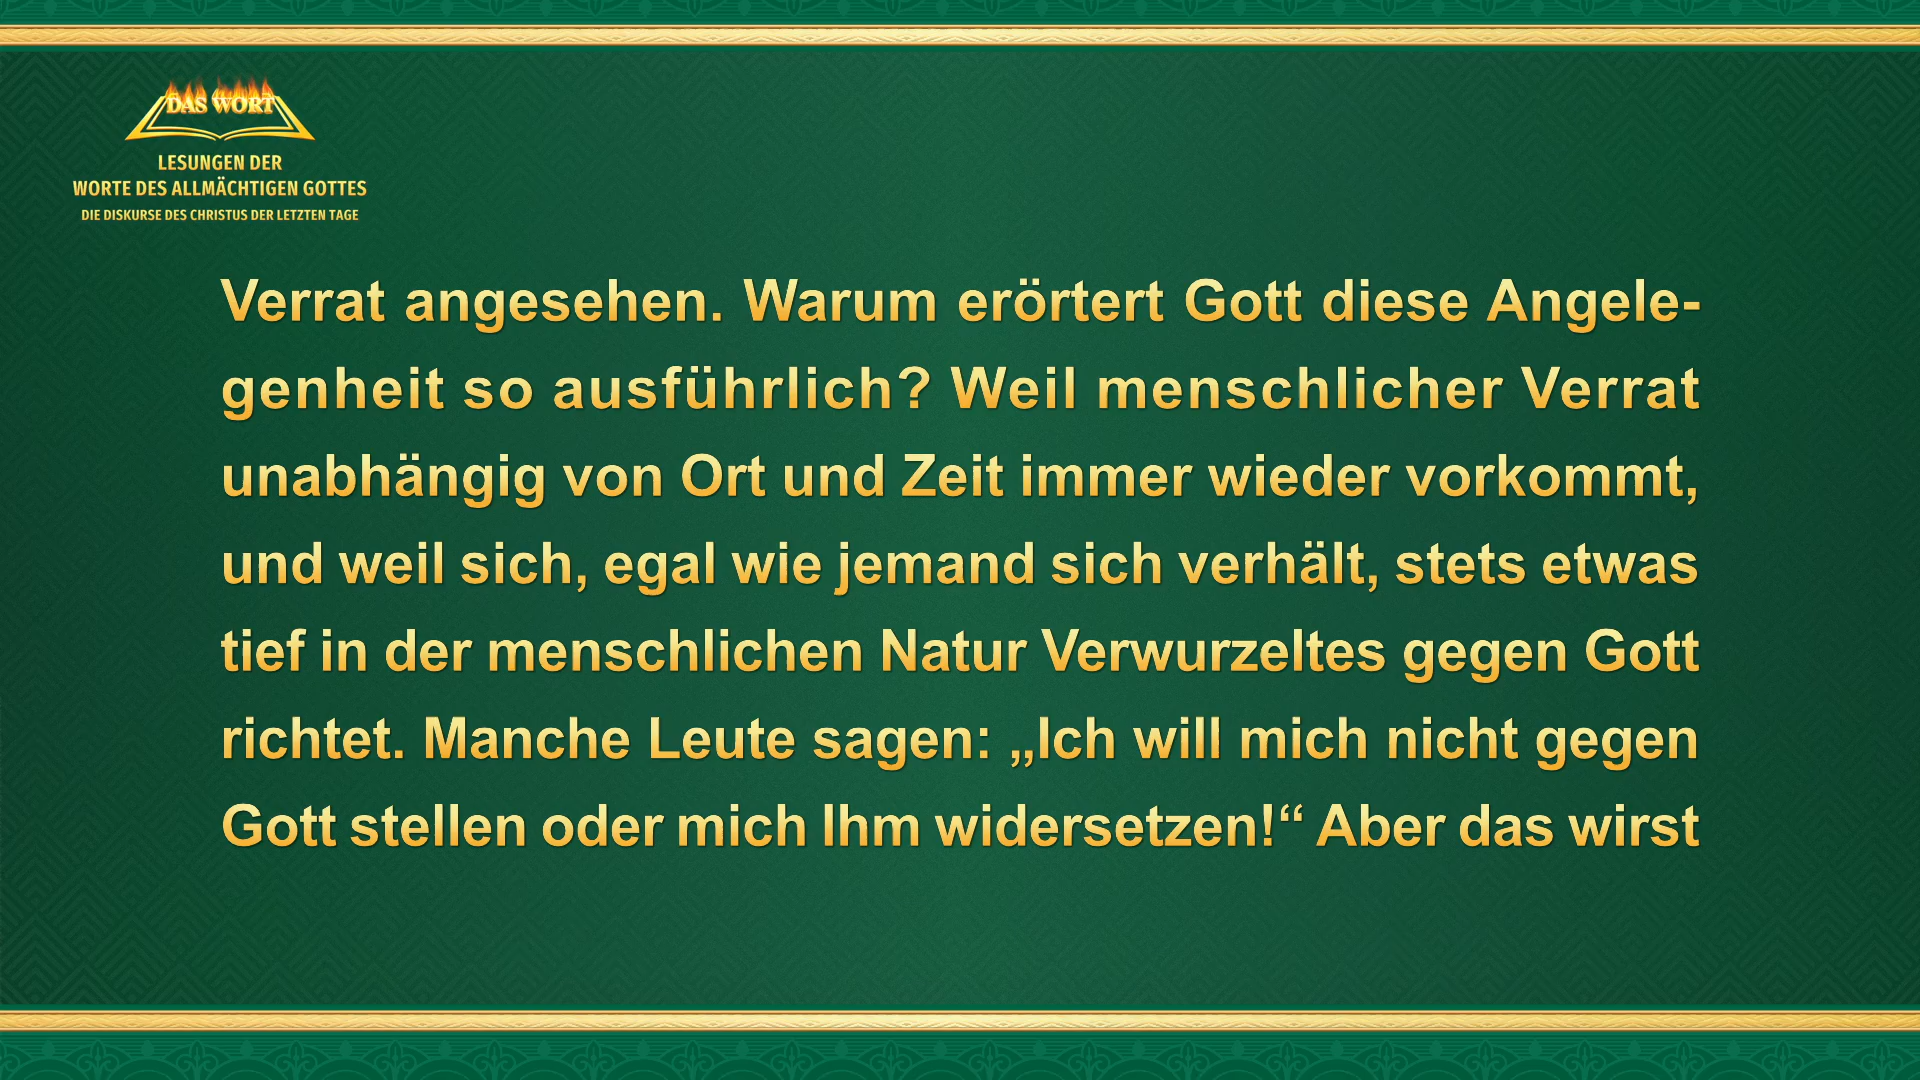 DAS WORT
LESUNGEN DER
WORTE DES ALLMÄCHTIGEN GOTTES
DIE DISKURSE DES CHRISTUS DER LETZTEN TAGE
Verrat angesehen. Warum erörtert Gott diese Angele-
genheit so ausführlich? Weil menschlicher Verrat
unabhängig von Ort und Zeit immer wieder vorkommt,
und weil sich, egal wie jemand sich verhält, stets etwas
tief in der menschlichen Natur Verwurzeltes gegen Gott
richtet. Manche Leute sagen: „Ich will mich nicht gegen
Gott stellen oder mich Ihm widersetzen!“ Aber das wirst